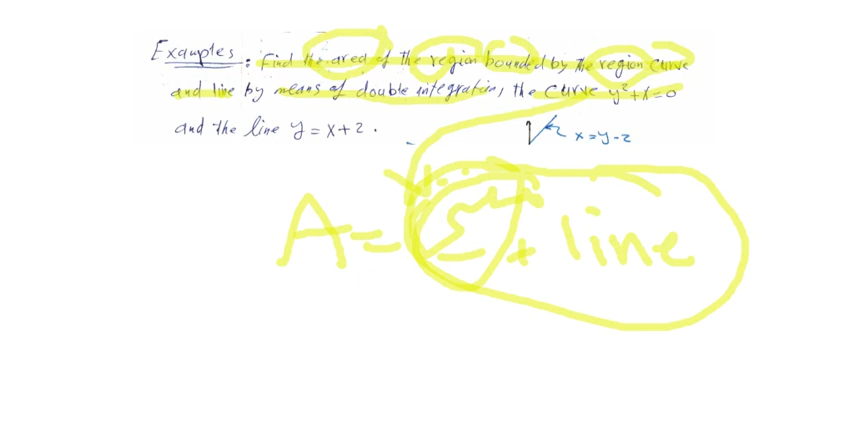 Examples: Find the area of the region bounded by the region curve
and line by means of double integration, the curve y²+x=0
and the line y=x+2.
x=y-2
A = Σ + line